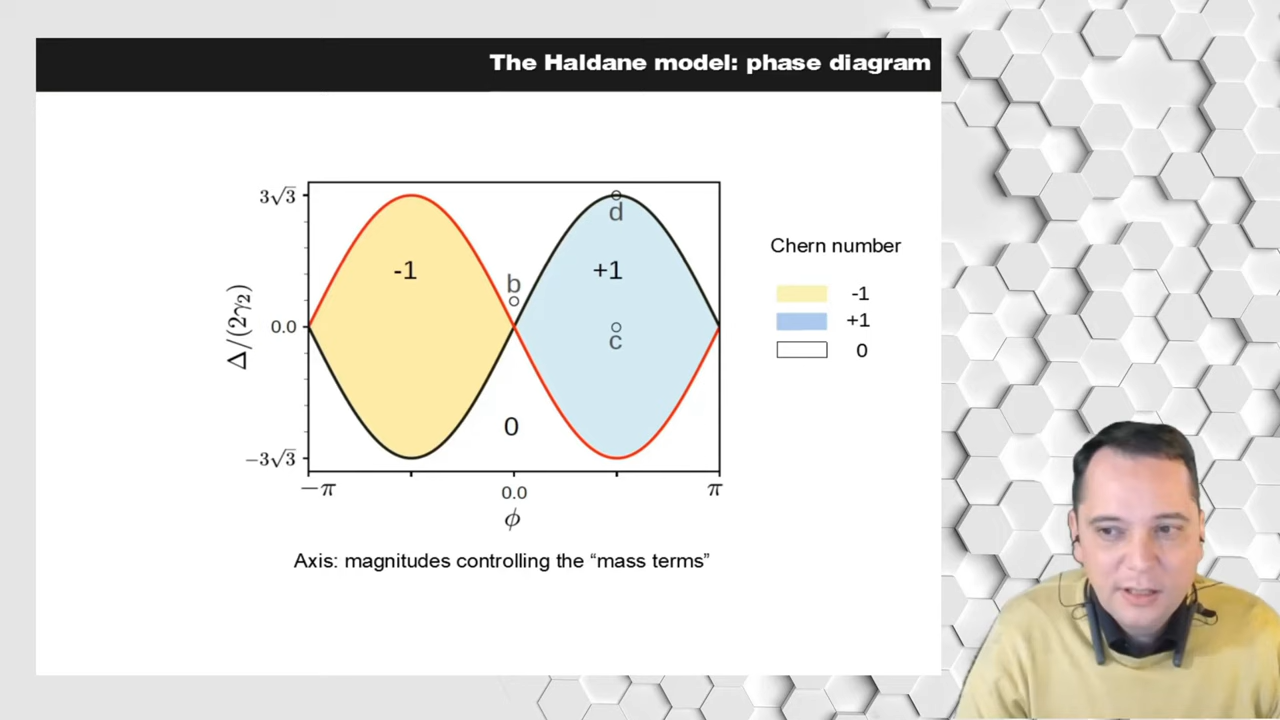 The Haldane model: phase diagram
3√3
d
-1
+1
b
Δ/(2γ₂)
0.0
c
0
−3√3
−π
0.0
π
ϕ
Axis: magnitudes controlling the “mass terms”
Chern number
-1
+1
0